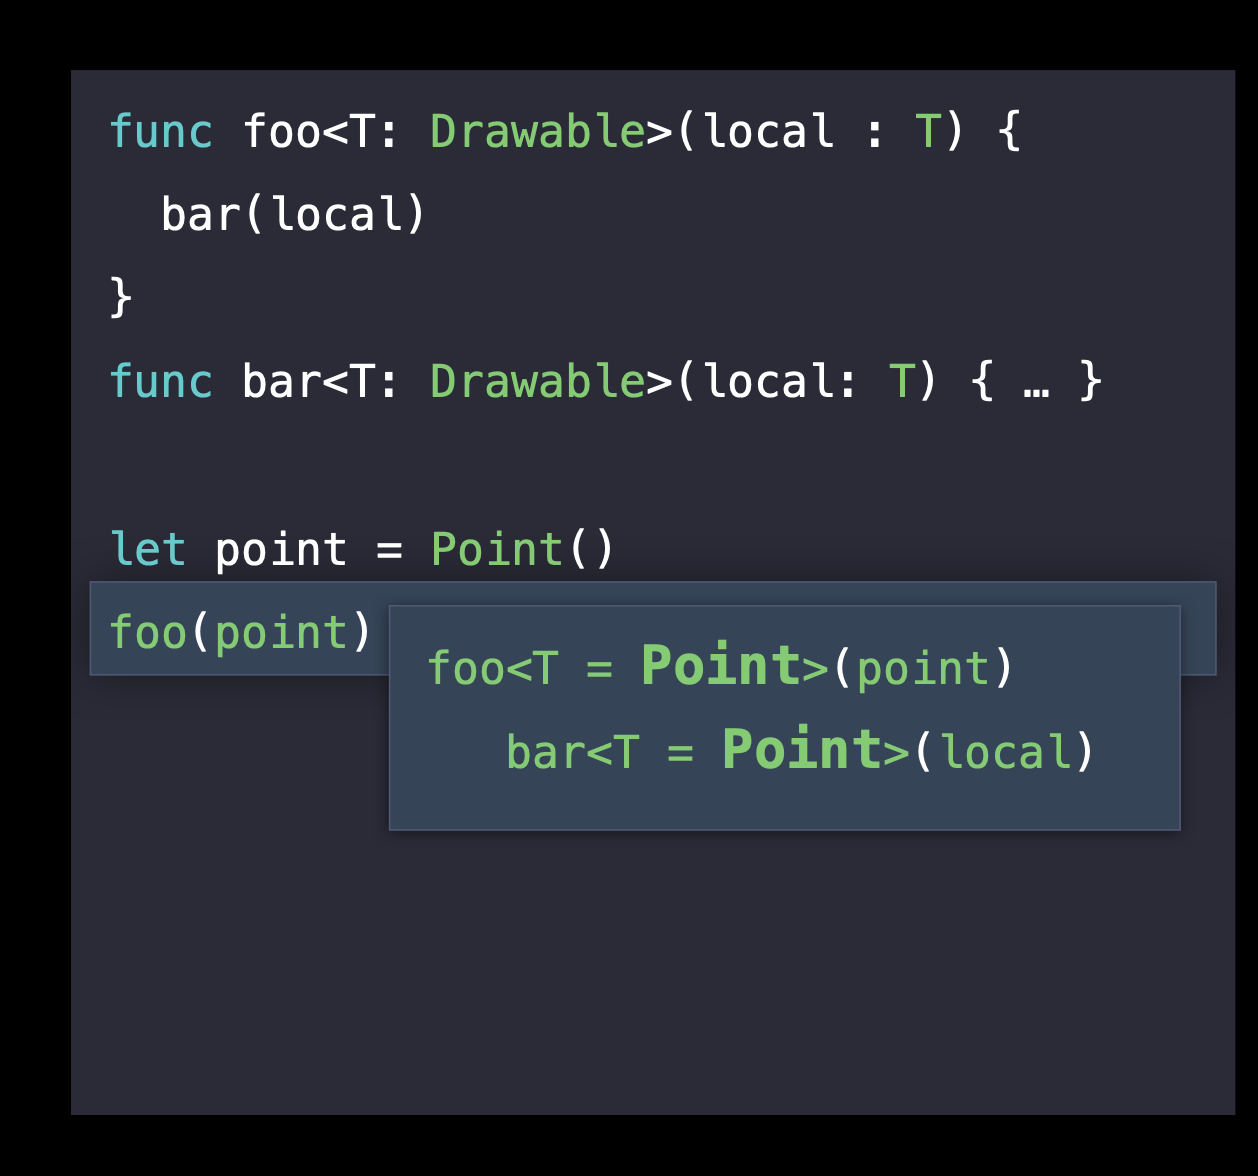 func foo<T: Drawable>(local : T) {
  bar(local)
}
func bar<T: Drawable>(local: T) { … }
let point = Point()
foo(point)
foo<T = Point>(point)
bar<T = Point>(local)